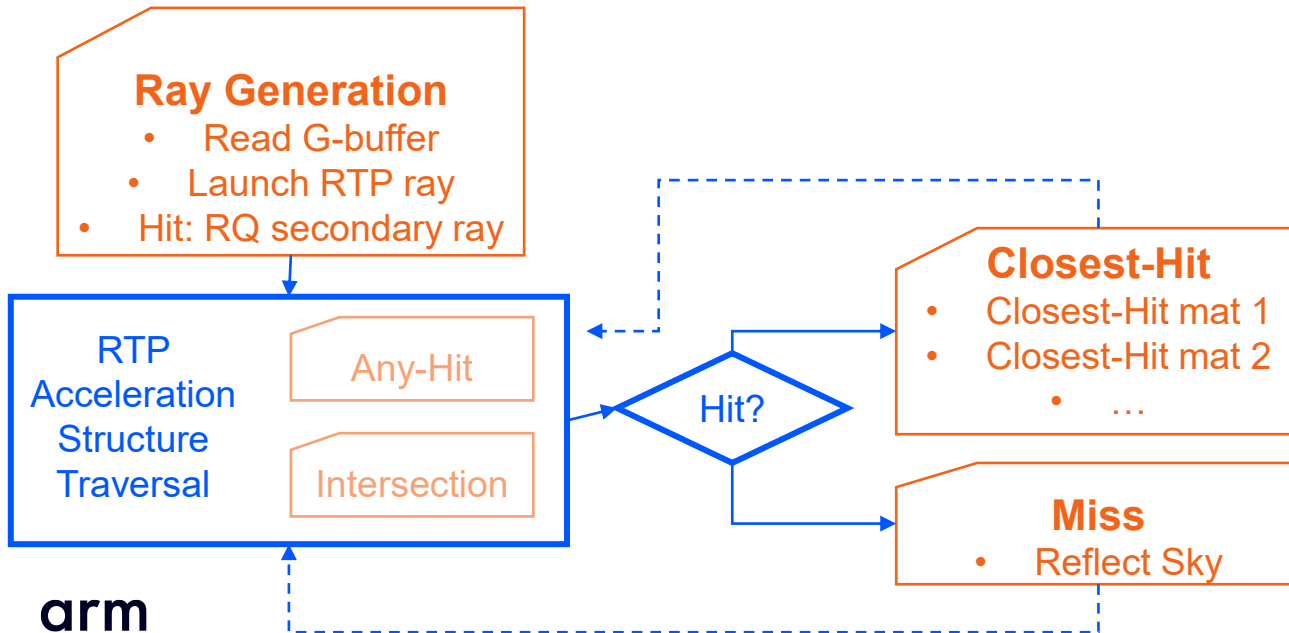 Ray Generation
• Read G-buffer
• Launch RTP ray
• Hit: RQ secondary ray
RTP
Acceleration
Structure
Traversal
Any-Hit
Intersection
Hit?
Closest-Hit
• Closest-Hit mat 1
• Closest-Hit mat 2
• …
Miss
• Reflect Sky
arm